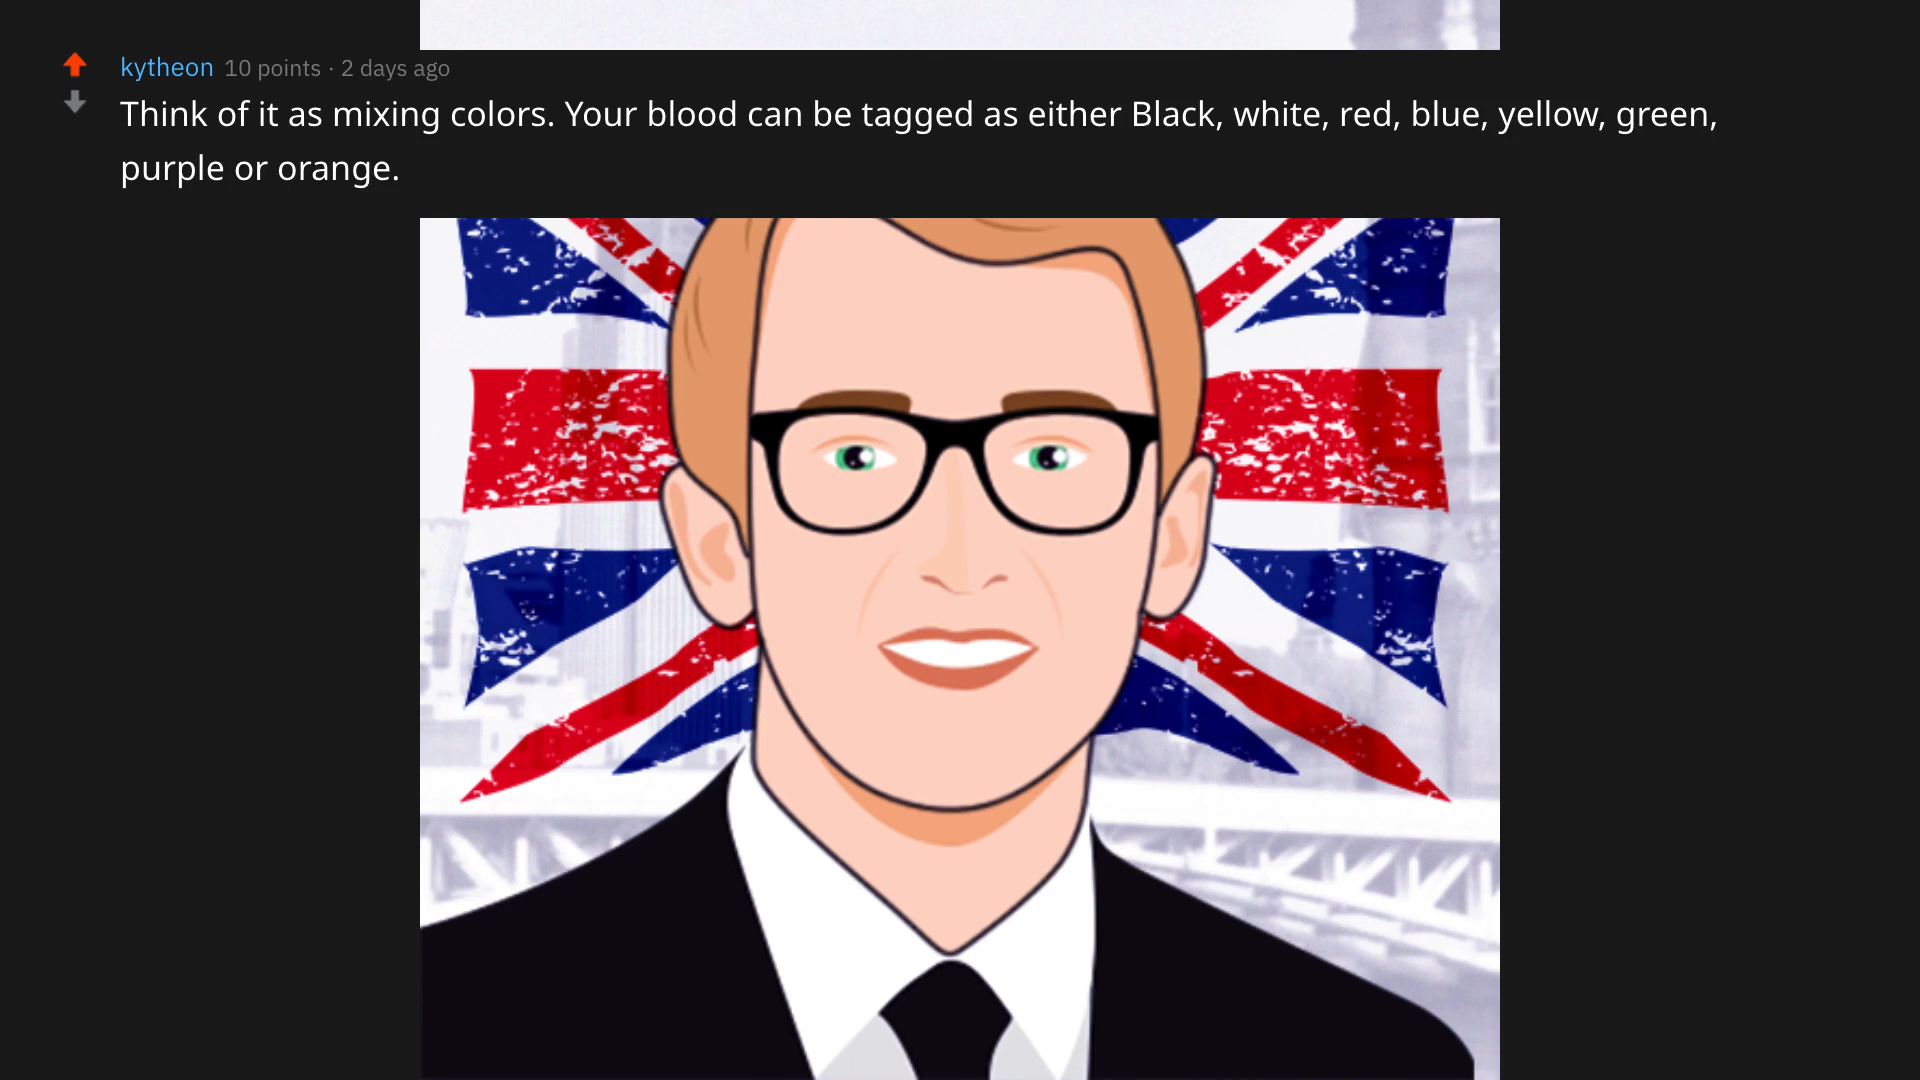 kytheon 10 points · 2 days ago
Think of it as mixing colors. Your blood can be tagged as either Black, white, red, blue, yellow, green,
purple or orange.